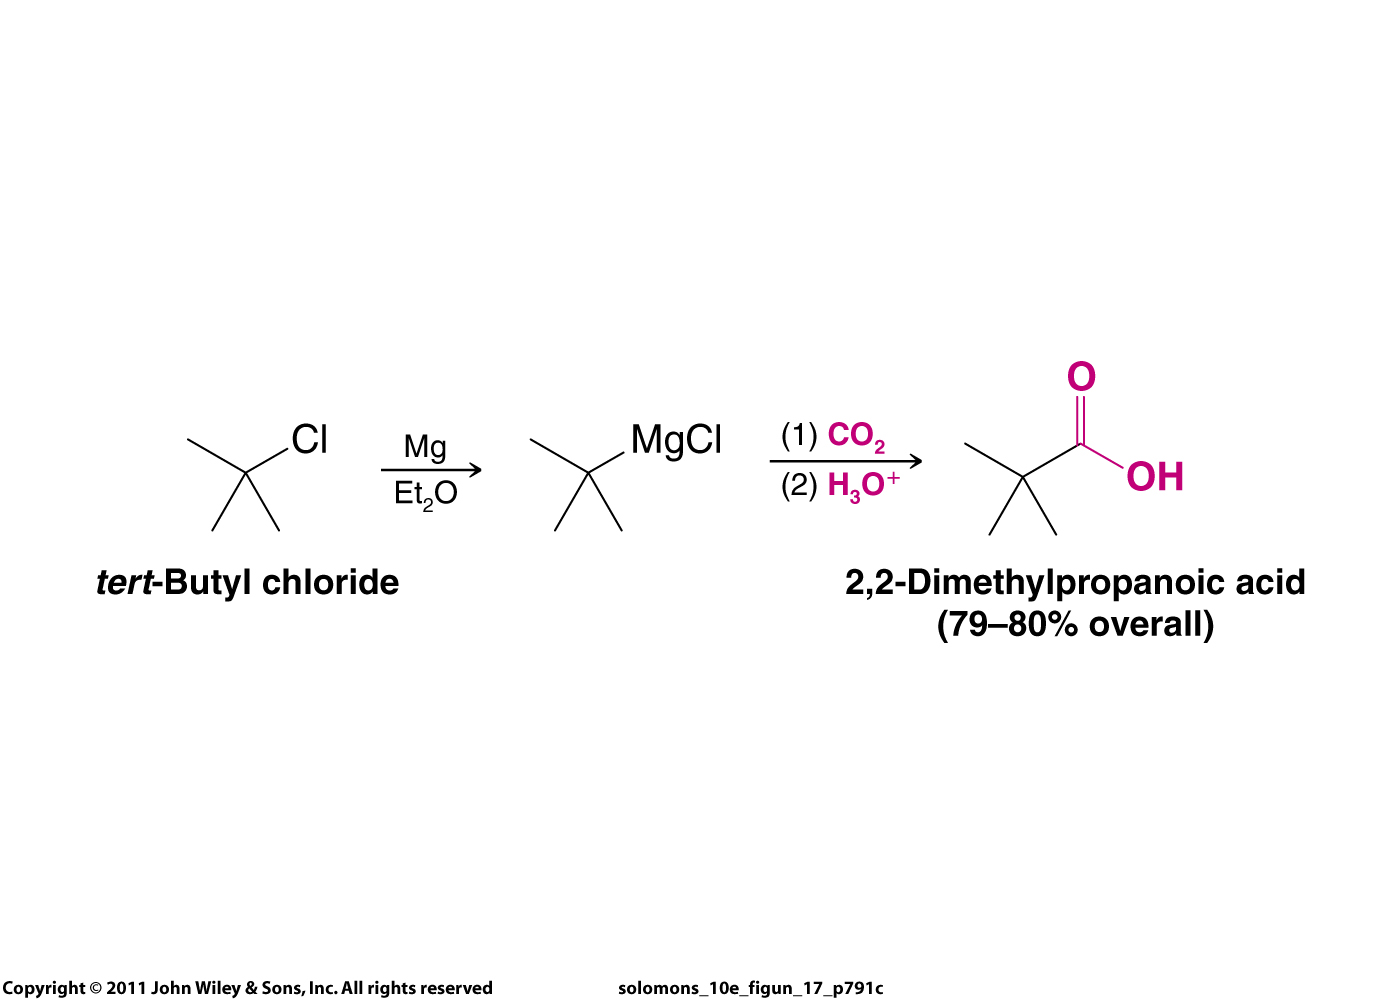 O
Cl
Mg
Et₂O
MgCl
(1) CO₂
(2) H₃O⁺
OH
tert-Butyl chloride
2,2-Dimethylpropanoic acid
(79–80% overall)
Copyright © 2011 John Wiley & Sons, Inc. All rights reserved
solomons_10e_figun_17_p791c